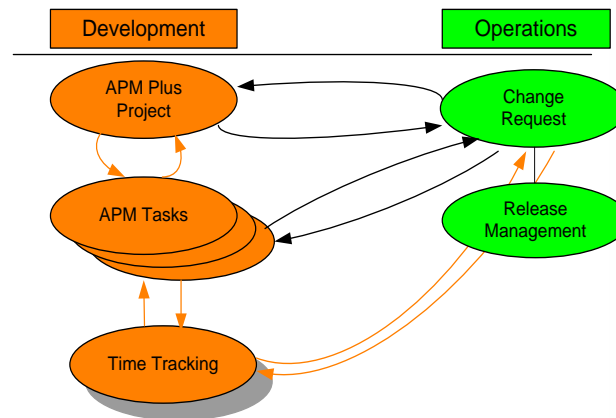 Development
Operations
APM Plus
Project
Change
Request
APM Tasks
Release
Management
Time Tracking